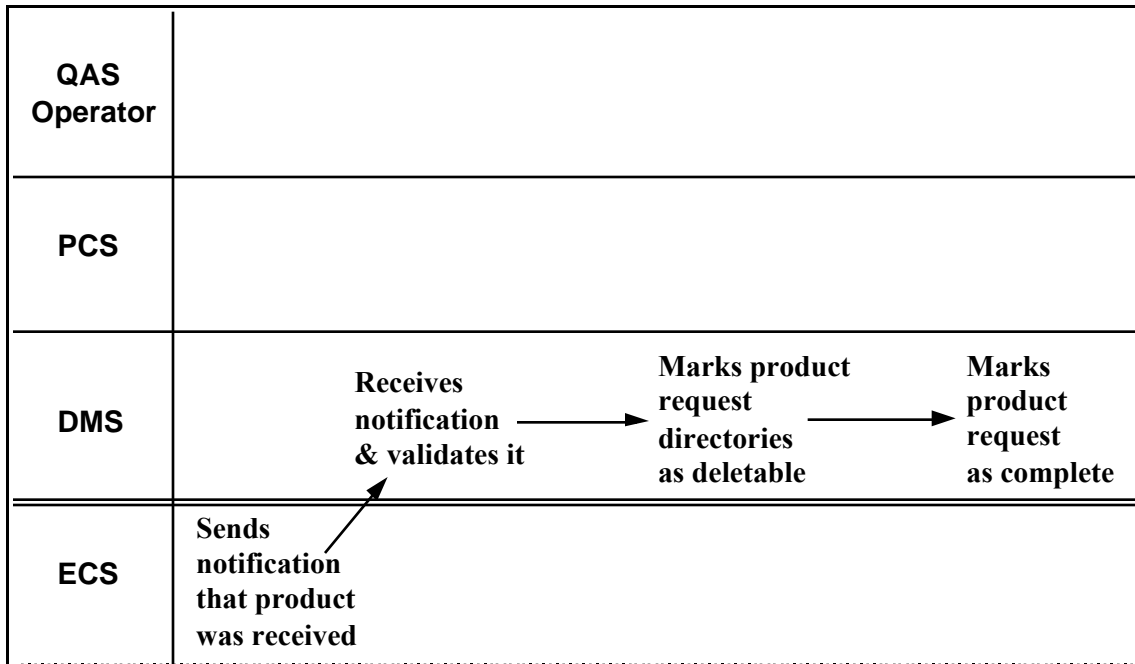 QAS
Operator
PCS
DMS
Receives
notification
& validates it
Marks product
request
directories
as deletable
Marks
product
request
as complete
ECS
Sends
notification
that product
was received